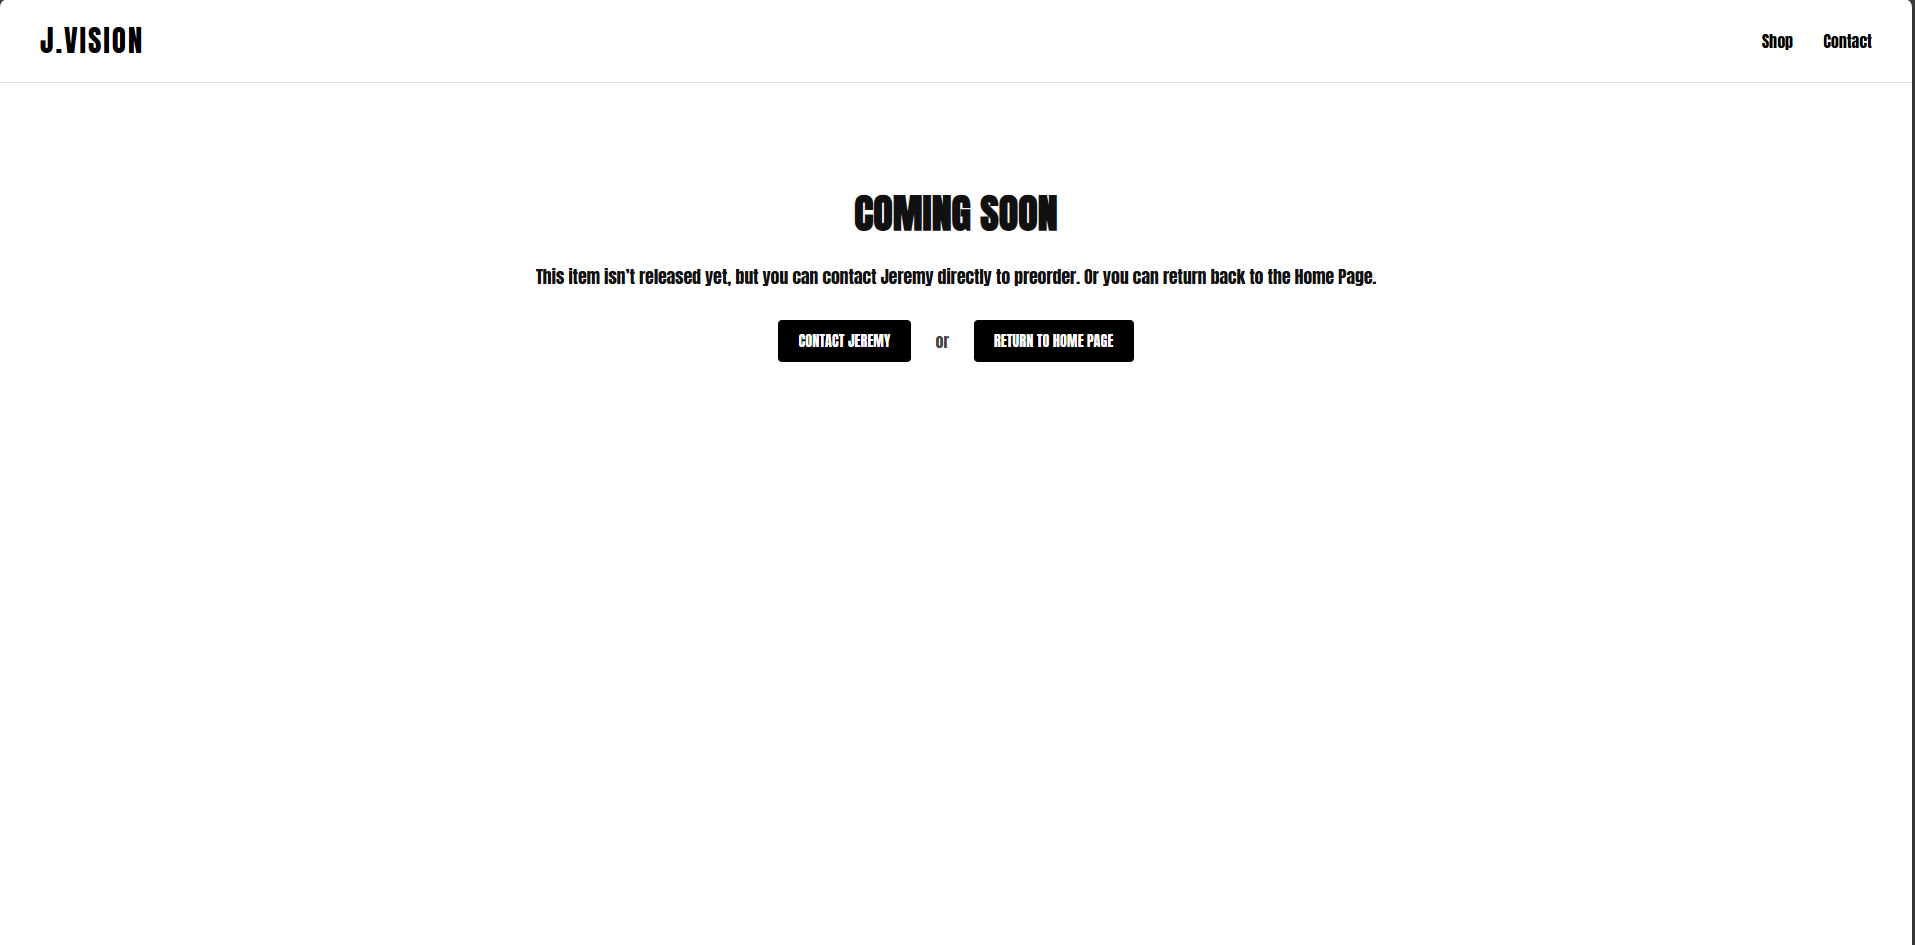 J.VISION
Shop
Contact
COMING SOON
This item isn’t released yet, but you can contact Jeremy directly to preorder. Or you can return back to the Home Page.
CONTACT JEREMY
or
RETURN TO HOME PAGE